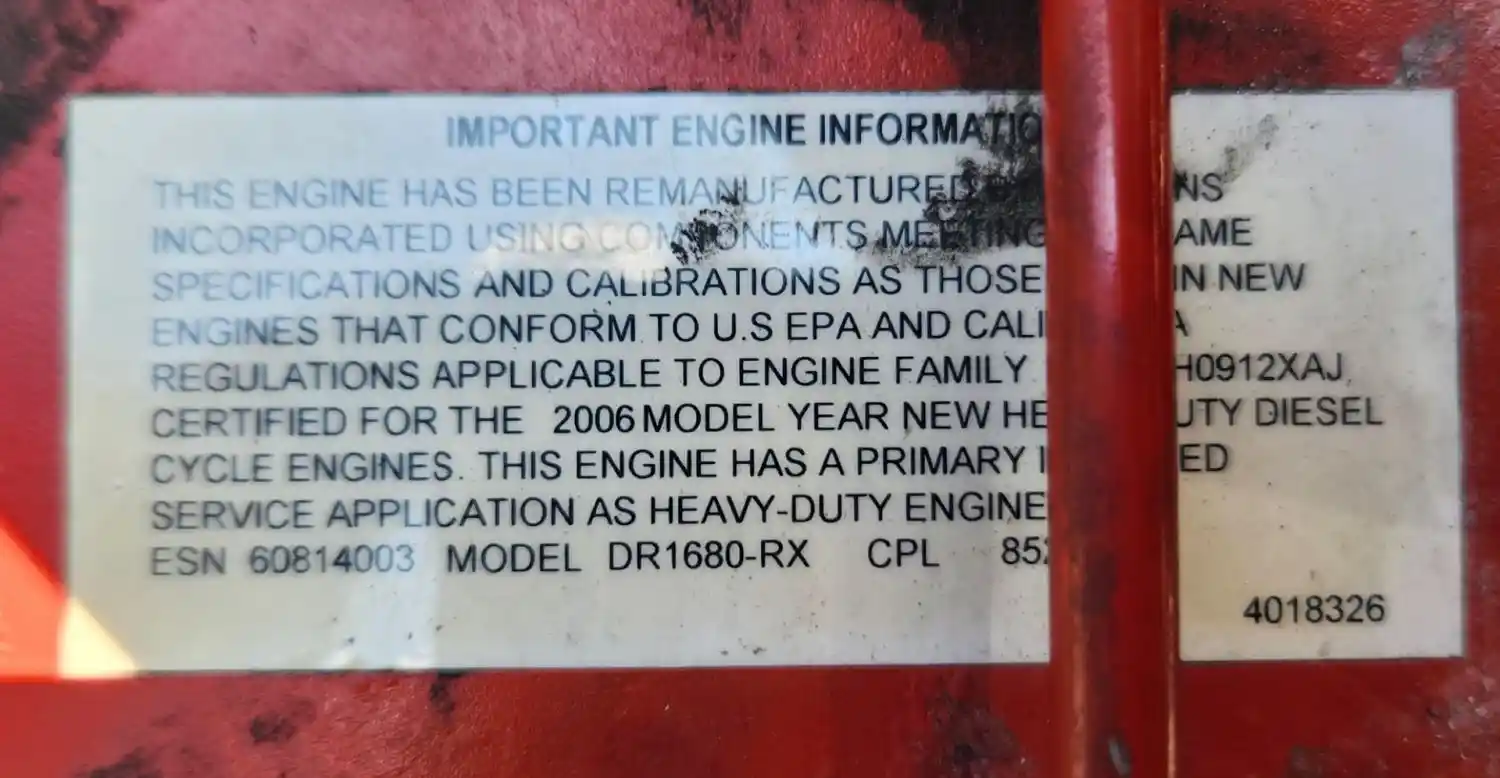 IMPORTANT ENGINE INFORMATIO
THIS ENGINE HAS BEEN REMANUFACTURED NS
INCORPORATED USING COMPONENTS MEETING AME
SPECIFICATIONS AND CALIBRATIONS AS THOSE IN NEW
ENGINES THAT CONFORM TO U.S EPA AND CALI A
REGULATIONS APPLICABLE TO ENGINE FAMILY H0912XAJ
CERTIFIED FOR THE 2006 MODEL YEAR NEW HE UTY DIESEL
CYCLE ENGINES. THIS ENGINE HAS A PRIMARY I ED
SERVICE APPLICATION AS HEAVY-DUTY ENGINE
ESN 60814003 MODEL DR1680-RX CPL 852
4018326